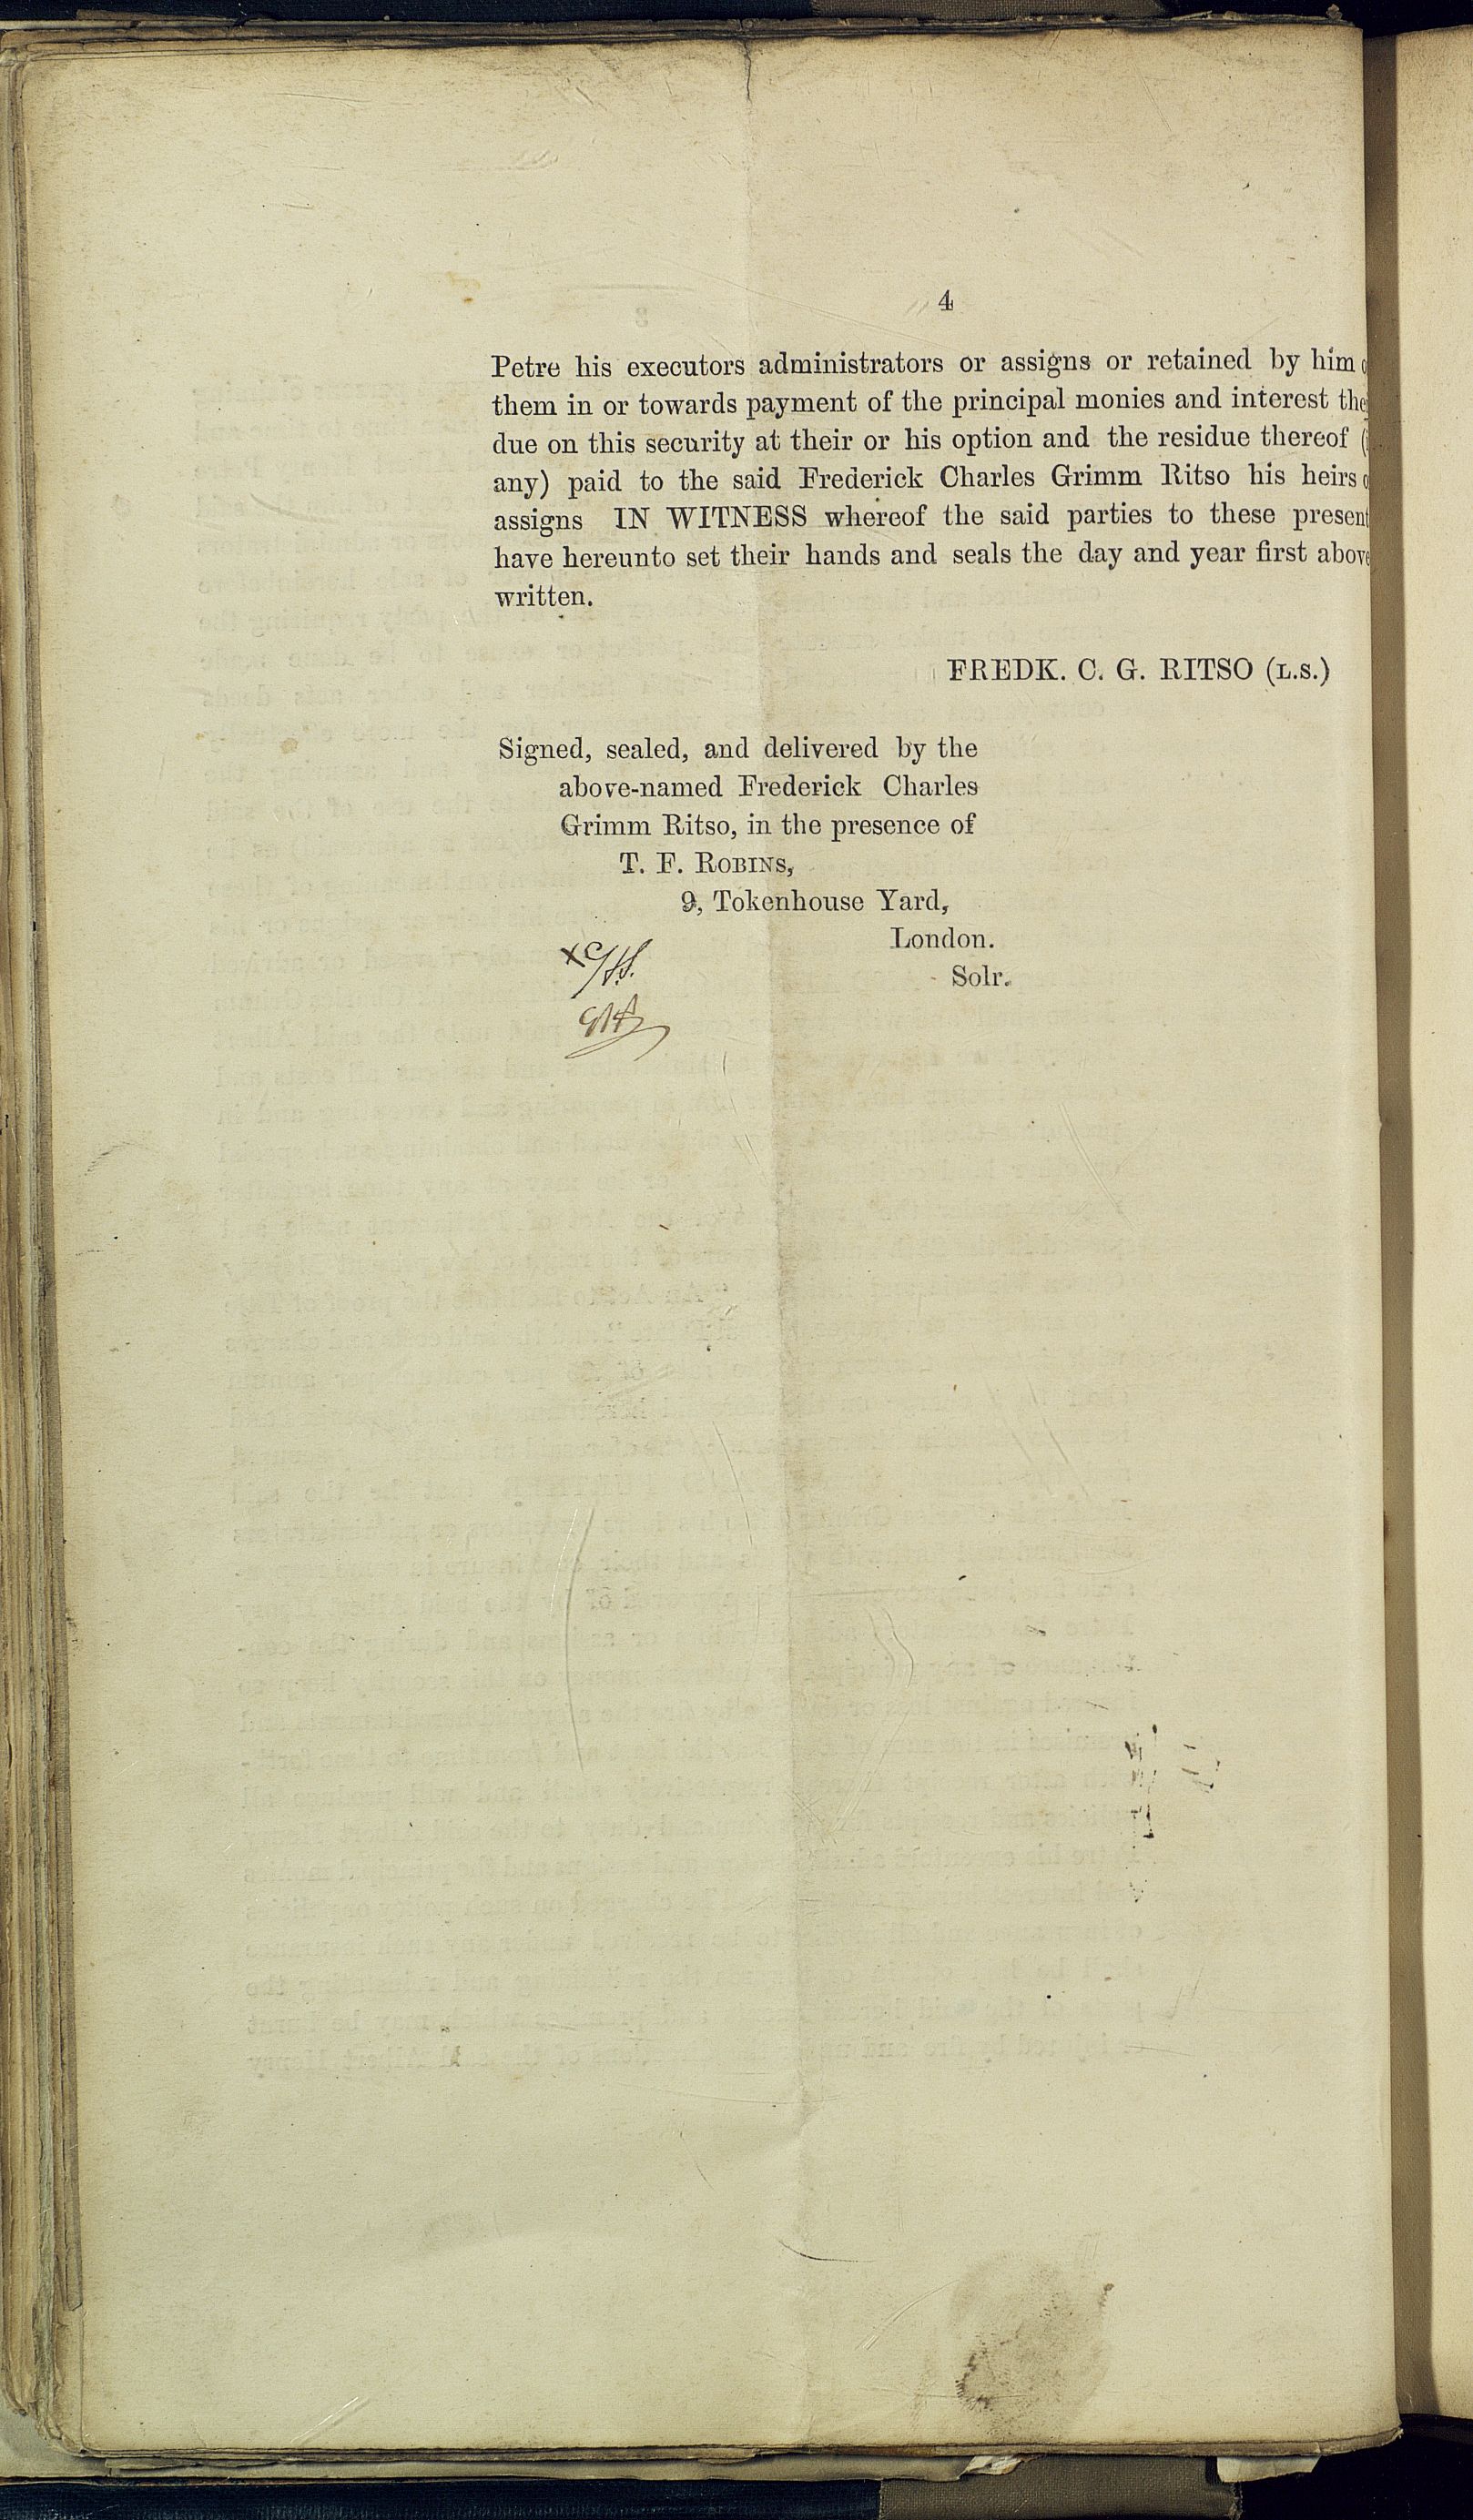 4
Petre his executors administrators or assigns or retained by him
them in or towards payment of the principal monies and interest the
due on this security at their or his option and the residue thereof (
any) paid to the said Frederick Charles Grimm Ritso his heirs
assigns IN WITNESS whereof the said parties to these present
have hereunto set their hands and seals the day and year first above
written.
FREDK. C. G. RITSO (L.S.)
Signed, sealed, and delivered by the
above-named Frederick Charles
Grimm Ritso, in the presence of
T. F. ROBINS,
9, Tokenhouse Yard,
London.
Solr.